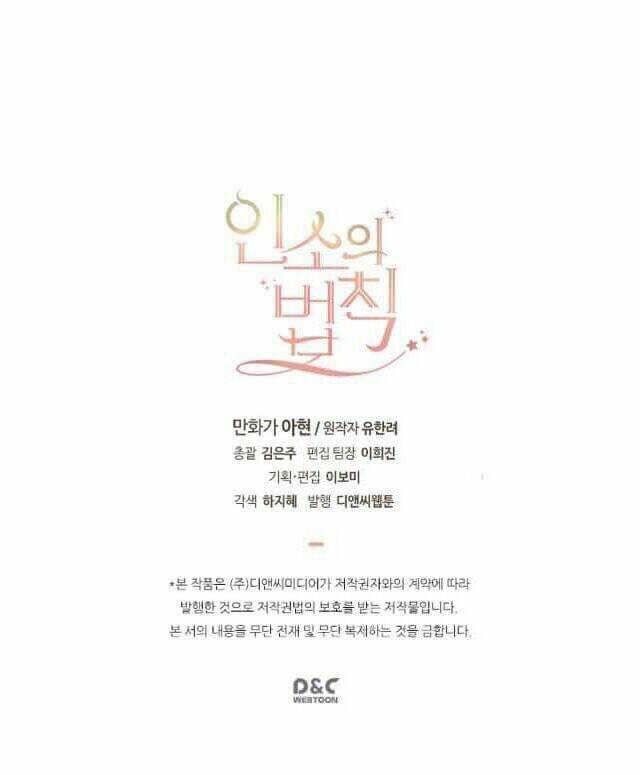 인소의
법칙
만화가 아현 / 원작자 유한려
총괄 김은주 편집 팀장 이희진
기획·편집 이보미
각색 하지혜 발행 디앤씨웹툰
*본 작품은 (주)디앤씨미디어가 저작권자와의 계약에 따라
발행한 것으로 저작권법의 보호를 받는 저작물입니다.
본 서의 내용을 무단 전재 및 무단 복제하는 것을 금합니다.
D&C
WEBTOON